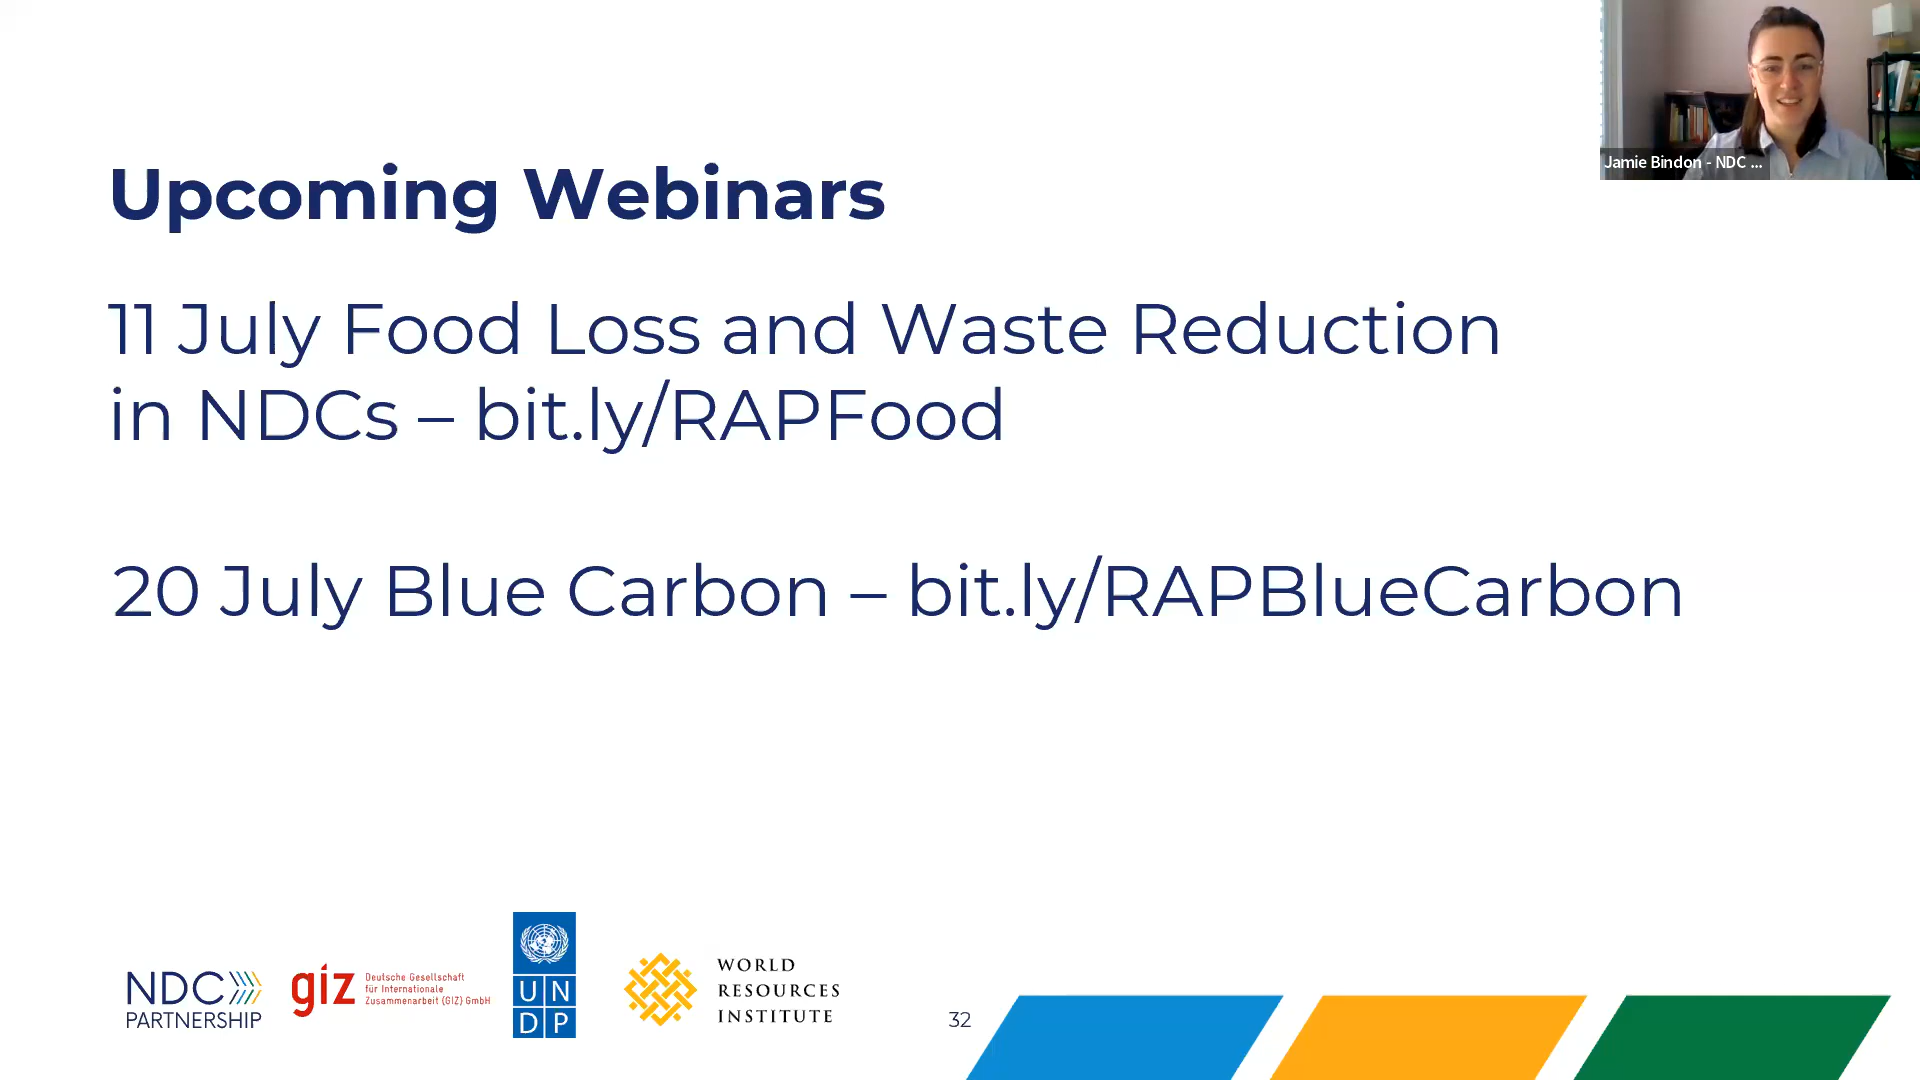 Jamie Bindon - NDC ...
Upcoming Webinars
11 July Food Loss and Waste Reduction
in NDCs – bit.ly/RAPFood
20 July Blue Carbon – bit.ly/RAPBlueCarbon
NDC
PARTNERSHIP
giz
Deutsche Gesellschaft
für Internationale
Zusammenarbeit (GIZ) GmbH
U N
D P
WORLD
RESOURCES
INSTITUTE
32